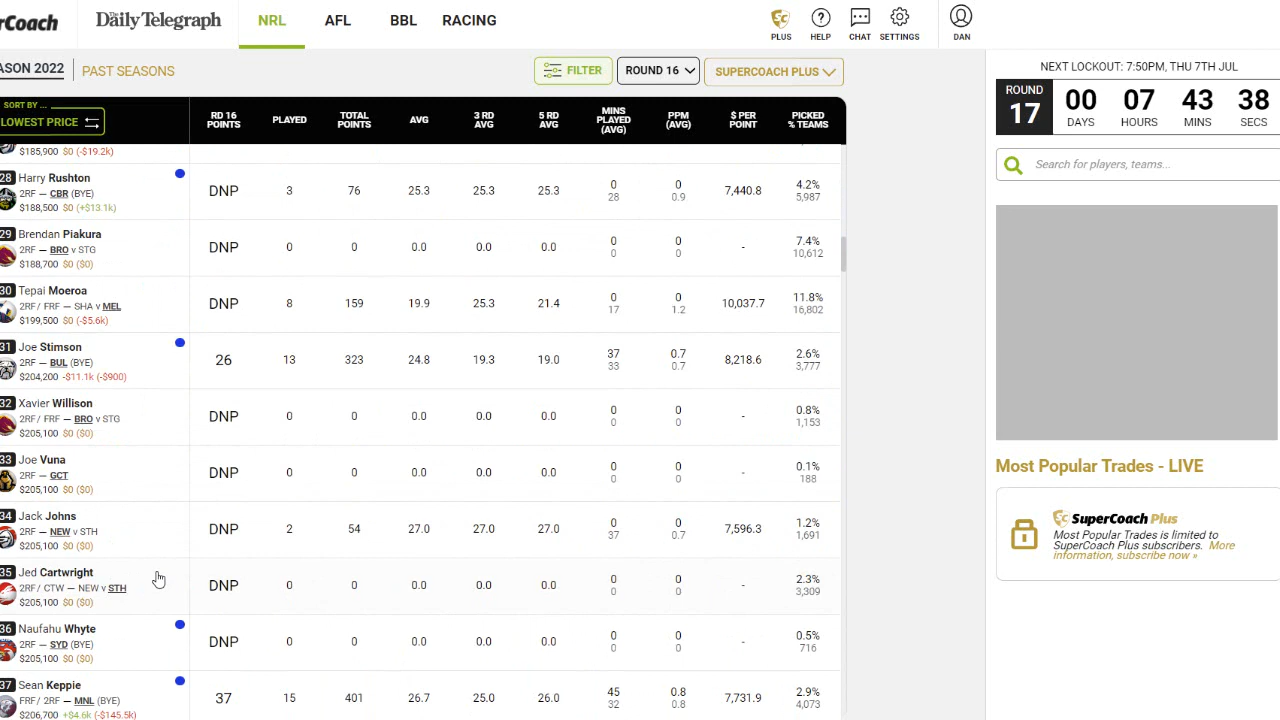 SuperCoach
The Daily Telegraph
NRL AFL BBL RACING
PLUS HELP CHAT SETTINGS DAN
SEASON 2022 PAST SEASONS
FILTER ROUND 16 SUPERCOACH PLUS
SORT BY ...
LOWEST PRICE
RD 16 POINTS PLAYED TOTAL POINTS AVG 3 RD AVG 5 RD AVG MINS PLAYED (AVG) PPM (AVG) $ PER POINT PICKED % TEAMS
$185,900 $0 (-$19.2k)
28 Harry Rushton
2RF — CBR (BYE)
$188,500 $0 (+$13.1k)
DNP 3 76 25.3 25.3 25.3 0 0 7,440.8 4.2%
28 0.9 5,987
29 Brendan Piakura
2RF — BRO v STG
$188,700 $0 ($0)
DNP 0 0 0.0 0.0 0.0 0 0 - 7.4%
0 0 10,612
30 Tepai Moeroa
2RF/ FRF — SHA v MEL
$199,500 $0 (-$5.6k)
DNP 8 159 19.9 25.3 21.4 0 0 10,037.7 11.8%
17 1.2 16,802
31 Joe Stimson
2RF — BUL (BYE)
$204,200 -$11.1k (-$900)
26 13 323 24.8 19.3 19.0 37 0.7 8,218.6 2.6%
33 0.7 3,777
32 Xavier Willison
2RF/ FRF — BRO v STG
$205,100 $0 ($0)
DNP 0 0 0.0 0.0 0.0 0 0 - 0.8%
0 0 1,153
33 Joe Vuna
2RF — GCT
$205,100 $0 ($0)
DNP 0 0 0.0 0.0 0.0 0 0 - 0.1%
0 0 188
34 Jack Johns
2RF — NEW v STH
$205,100 $0 ($0)
DNP 2 54 27.0 27.0 27.0 0 0 7,596.3 1.2%
37 0.7 1,691
35 Jed Cartwright
2RF/ CTW — NEW v STH
$205,100 $0 ($0)
DNP 0 0 0.0 0.0 0.0 0 0 - 2.3%
0 0 3,309
36 Naufahu Whyte
2RF — SYD (BYE)
$205,100 $0 ($0)
DNP 0 0 0.0 0.0 0.0 0 0 - 0.5%
0 0 716
37 Sean Keppie
FRF/ 2RF — MNL (BYE)
$206,700 +$4.6k (-$145.5k)
37 15 401 26.7 25.0 26.0 45 0.8 7,731.9 2.9%
32 0.8 4,073
NEXT LOCKOUT: 7:50PM, THU 7TH JUL
ROUND 17
00 07 43 38
DAYS HOURS MINS SECS
Search for players, teams...
Most Popular Trades - LIVE
SC SuperCoach Plus
Most Popular Trades is limited to
SuperCoach Plus subscribers. More
information, subscribe now »